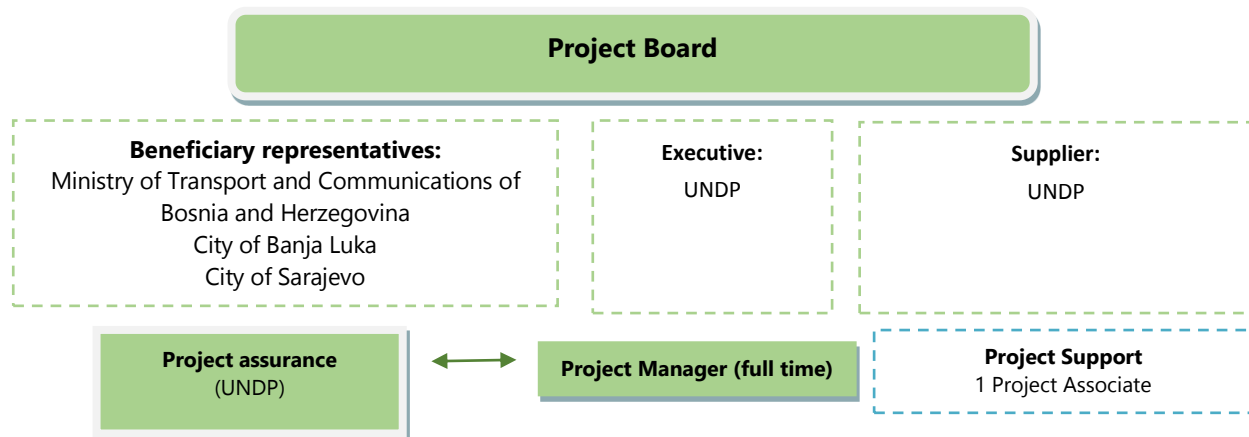 Project Board
Beneficiary representatives:
Ministry of Transport and Communications of
Bosnia and Herzegovina
City of Banja Luka
City of Sarajevo
Executive:
UNDP
Supplier:
UNDP
Project assurance
(UNDP)
Project Manager (full time)
Project Support
1 Project Associate